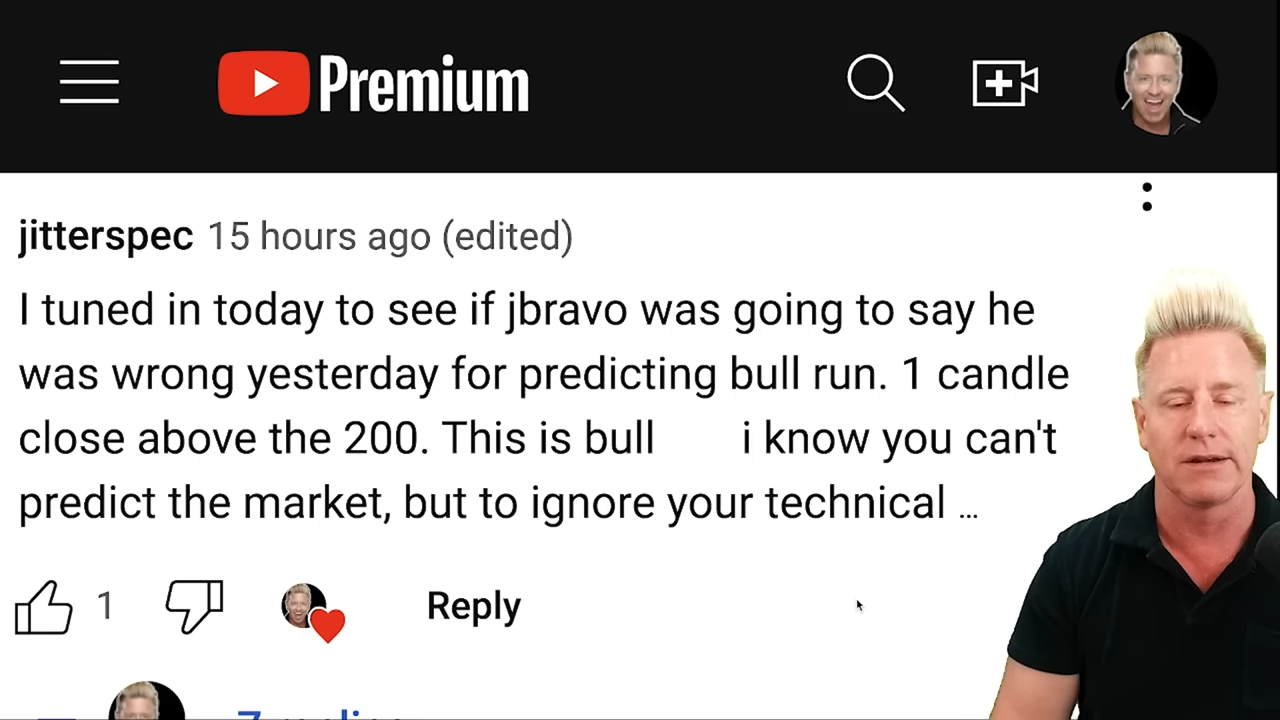 Premium
jitterspec 15 hours ago (edited)
I tuned in today to see if jbravo was going to say he
was wrong yesterday for predicting bull run. 1 candle
close above the 200. This is bull i know you can't
predict the market, but to ignore your technical ...
1 Reply
7 replies